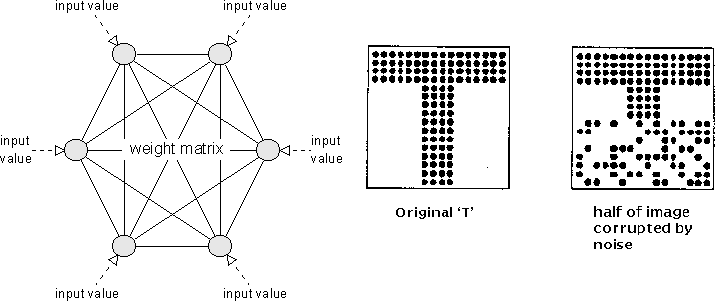 input value
input value
input
value
weight matrix
input
value
input value
input value
Original ‘T’
half of image
corrupted by
noise